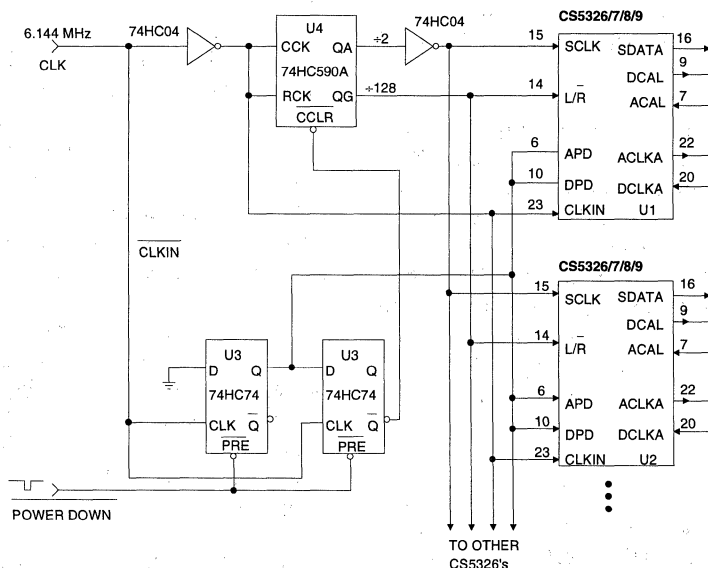 6.144 MHz
CLK
74HC04
U4
CCK QA
74HC590A
RCK QG
CCLR
÷2
÷128
74HC04
CS5326/7/8/9
15 SCLK SDATA 16
DCAL 9
14 L/R ACAL 7
6 APD ACLKA 22
10 DPD DCLKA 20
23 CLKIN U1
CLKIN
CS5326/7/8/9
15 SCLK SDATA 16
DCAL 9
14 L/R ACAL 7
6 APD ACLKA 22
10 DPD DCLKA 20
23 CLKIN U2
U3
D Q
74HC74
CLK Q
PRE
U3
D Q
74HC74
CLK Q
PRE
POWER DOWN
TO OTHER
CS5326's